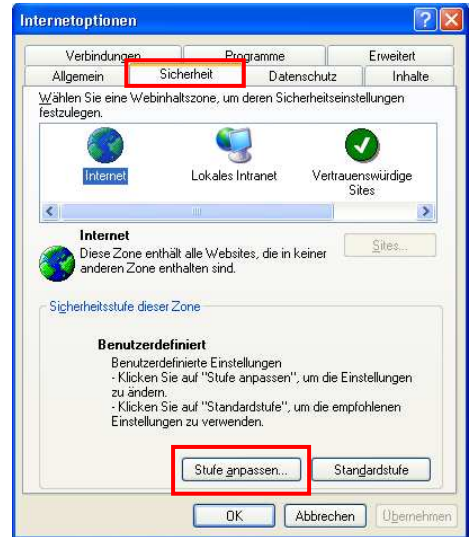 Internetoptionen
Verbindungen Programme Erweitert
Allgemein Sicherheit Datenschutz Inhalte
Wählen Sie eine Webinhaltszone, um deren Sicherheitseinstellungen
festzulegen.
Internet Lokales Intranet Vertrauenswürdige
Sites
Internet
Diese Zone enthält alle Websites, die in keiner
anderen Zone enthalten sind.
Sites...
Sicherheitsstufe dieser Zone
Benutzerdefiniert
Benutzerdefinierte Einstellungen
- Klicken Sie auf "Stufe anpassen", um die Einstellungen
zu ändern.
- Klicken Sie auf "Standardstufe", um die empfohlenen
Einstellungen zu verwenden.
Stufe anpassen... Standardstufe
OK Abbrechen Übernehmen